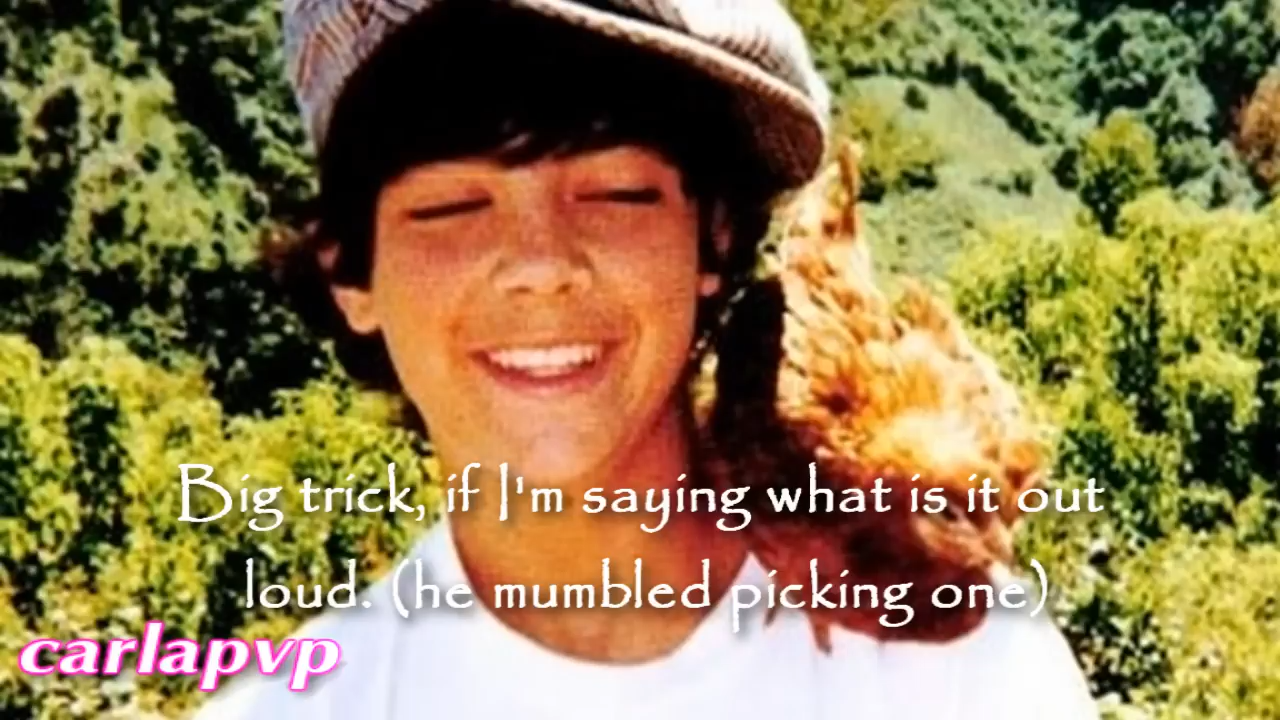 Big trick, if I'm saying what is it out
loud. (he mumbled picking one)
carlapvp